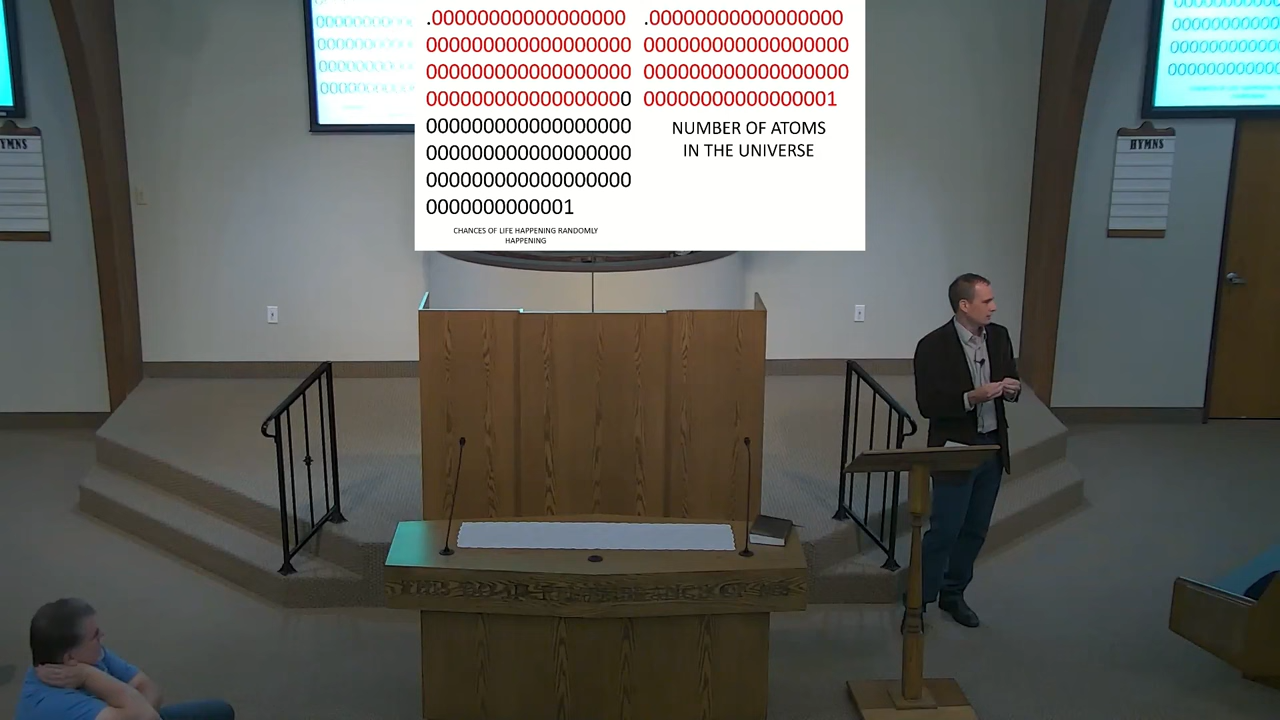 .00000000000000000
000000000000000000
000000000000000000
000000000000000000
000000000000000000
000000000000000000
000000000000000000
0000000000001
CHANCES OF LIFE HAPPENING RANDOMLY
HAPPENING
.00000000000000000
000000000000000000
000000000000000000
00000000000000001
NUMBER OF ATOMS
IN THE UNIVERSE
HYMNS